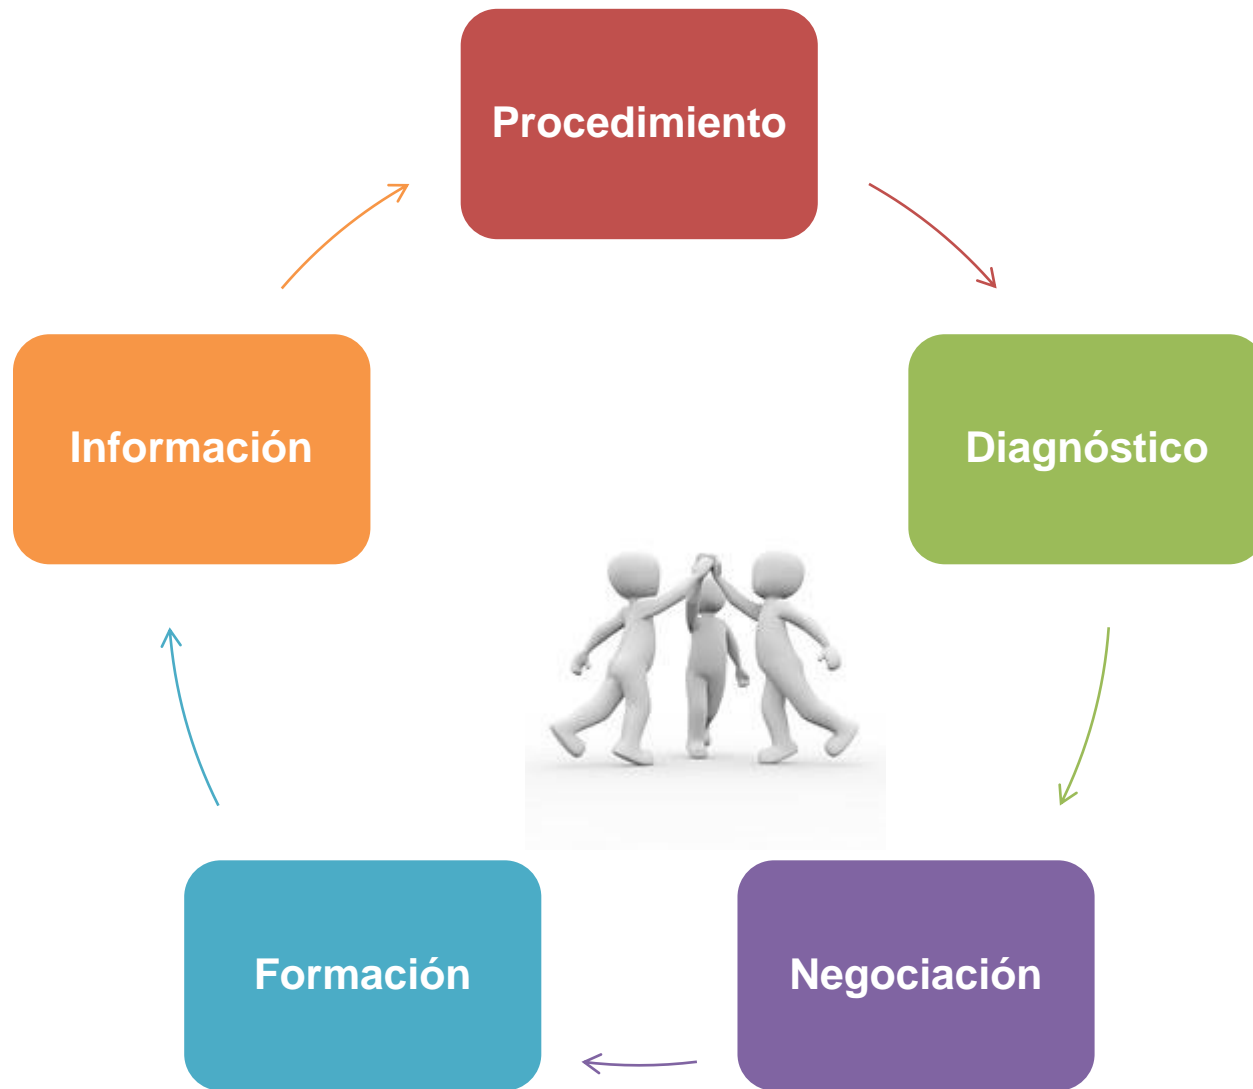 Procedimiento
Diagnóstico
Negociación
Formación
Información